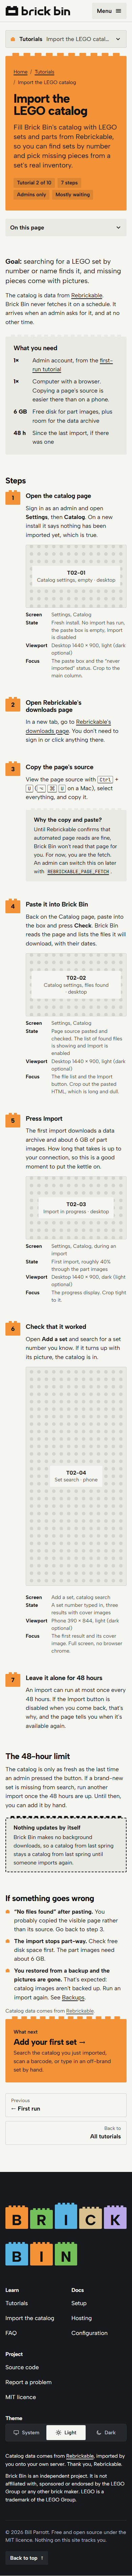 brick bin
Menu
Tutorials Import the LEGO catal...
Home / Tutorials
/ Import the LEGO catalog
Import the
LEGO catalog
Fill Brick Bin's catalog with LEGO
sets and parts from Rebrickable,
so you can find sets by number
and pick missing pieces from a
set's real inventory.
Tutorial 2 of 10
7 steps
Admins only
Mostly waiting
On this page
Goal: searching for a LEGO set by
number or name finds it, and missing
pieces come with pictures.
The catalog is data from Rebrickable.
Brick Bin never fetches it on a schedule. It
arrives when an admin asks for it, and at no
other time.
What you need
1× Admin account, from the first-
run tutorial
1× Computer with a browser.
Copying a page's source is
easier there than on a phone.
6 GB Free disk for part images, plus
room for the data archive
48 h Since the last import, if there
was one
Steps
1
Open the catalog page
Sign in as an admin and open
Settings, then Catalog. On a new
install it says nothing has been
imported yet, which is true.
T02-01
Catalog settings, empty · desktop
Screen Settings, Catalog
State Fresh install. No import has run,
the paste box is empty, Import
is disabled
Viewport Desktop 1440 × 900, light (dark
optional)
Focus The paste box and the "never
imported" status. Crop to the
main column.
2
Open Rebrickable's
downloads page
In a new tab, go to Rebrickable's
downloads page. You don't need to
sign in or click anything there.
3
Copy the page's source
View the page source with Ctrl +
U ( ⌥ ⌘ U on a Mac), select
everything, and copy it.
Why the copy and paste?
Until Rebrickable confirms that
automated page reads are fine,
Brick Bin won't read that page for
you. For now, you are the fetch.
An admin can switch this on later
with REBRICKABLE_PAGE_FETCH.
4
Paste it into Brick Bin
Back on the Catalog page, paste into
the box and press Check. Brick Bin
reads the page and lists the files it will
download, with their dates.
T02-02
Catalog settings, files found
· desktop
Screen Settings, Catalog
State Page source pasted and
checked. The list of found files
is showing and Import is
enabled
Viewport Desktop 1440 × 900, light (dark
optional)
Focus The file list and the Import
button. Crop out the pasted
HTML, which is long and dull.
5
Press Import
The first import downloads a data
archive and about 6 GB of part
images. How long that takes is up to
your connection, so this is a good
moment to put the kettle on.
T02-03
Import in progress · desktop
Screen Settings, Catalog, during an
import
State First import, roughly 40%
through the part images
Viewport Desktop 1440 × 900, dark (light
optional)
Focus The progress display. Crop tight
to it.
6
Check that it worked
Open Add a set and search for a set
number you know. If it turns up with
its picture, the catalog is in.
T02-04
Set search · phone
Screen Add a set, catalog search
State A set number typed in, three
results with cover images
Viewport Phone 390 × 844, light (dark
optional)
Focus The first result and its cover
image. Full screen, no browser
chrome.
7
Leave it alone for 48 hours
An import can run at most once every
48 hours. If the Import button is
disabled when you come back, that's
why, and the page tells you when it's
available again.
The 48-hour limit
The catalog is only as fresh as the last time
an admin pressed the button. If a brand-new
set is missing from search, run another
import once the 48 hours are up. Until then,
you can add it by hand.
Nothing updates by itself
Brick Bin makes no background
downloads, so a catalog from last spring
stays a catalog from last spring until
someone imports again.
If something goes wrong
“No files found” after pasting. You
probably copied the visible page rather
than its source. Go back to step 3.
The import stops part-way. Check free
disk space first. The part images need
about 6 GB.
You restored from a backup and the
pictures are gone. That's expected:
catalog images aren't backed up. Run an
import again. See Backups.
Catalog data comes from Rebrickable.
What next
Add your first set →
Search the catalog you just imported,
scan a barcode, or type in an off-brand
set by hand.
Previous
← First run
Back to
All tutorials
BRICK
BIN
Learn
Docs
Tutorials
Setup
Import the catalog
Hosting
FAQ
Configuration
Project
Source code
Report a problem
MIT licence
Theme
System
Light
Dark
Catalog data comes from Rebrickable, imported by
you onto your own server. Thank you, Rebrickable.
Brick Bin is an independent project. It is not
affiliated with, sponsored or endorsed by the LEGO
Group or any other brick maker. LEGO is a
trademark of the LEGO Group.
© 2026 Bill Parrott. Free and open source under the
MIT licence. Nothing on this site tracks you.
Back to top ↑